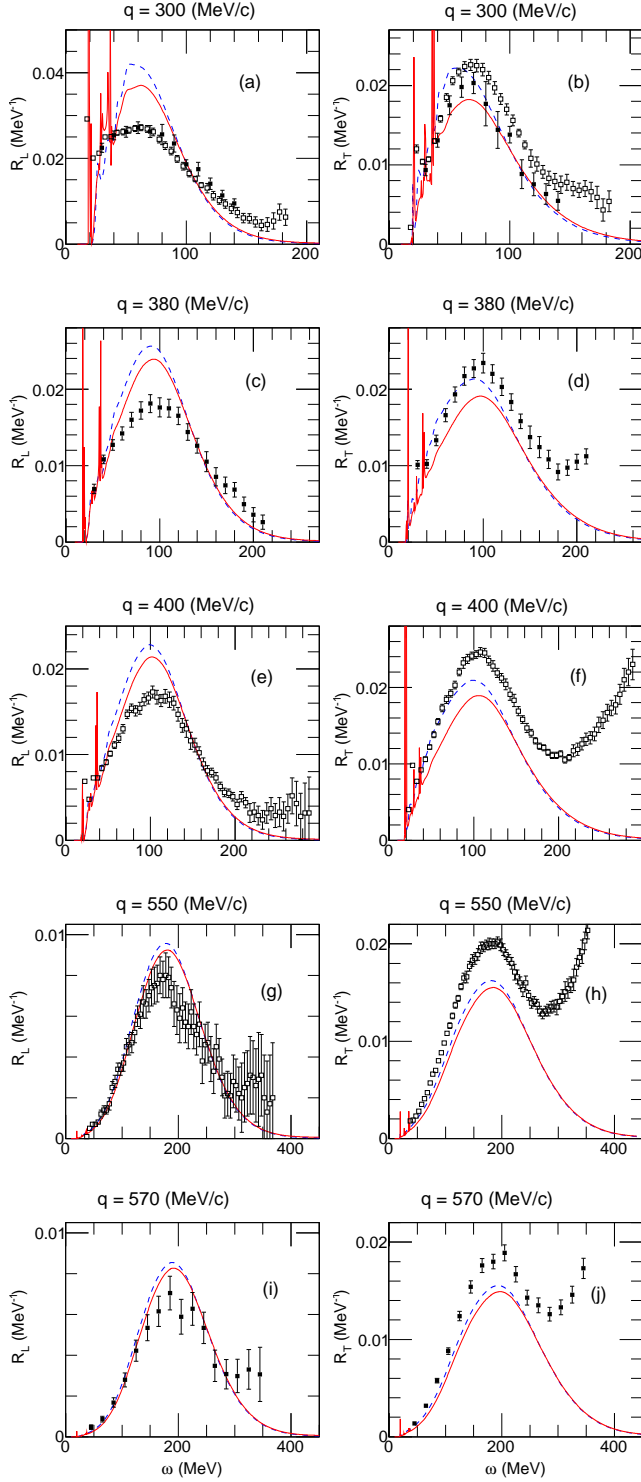 q = 300 (MeV/c) q = 300 (MeV/c)
0.04
0.02
0
R_L (MeV⁻¹)
(a)
0 100 200
0.02
0.01
0
R_T (MeV⁻¹)
(b)
0 100 200
q = 380 (MeV/c) q = 380 (MeV/c)
0.02
0.01
0
R_L (MeV⁻¹)
(c)
0 100 200
0.02
0.01
0
R_T (MeV⁻¹)
(d)
0 100 200
q = 400 (MeV/c) q = 400 (MeV/c)
0.02
0.01
0
R_L (MeV⁻¹)
(e)
0 100 200
0.02
0.01
0
R_T (MeV⁻¹)
(f)
0 100 200
q = 550 (MeV/c) q = 550 (MeV/c)
0.01
0
R_L (MeV⁻¹)
(g)
0 200 400
0.02
0.01
0
R_T (MeV⁻¹)
(h)
0 200 400
q = 570 (MeV/c) q = 570 (MeV/c)
0.01
0
R_L (MeV⁻¹)
(i)
0 200 400
ω (MeV)
0.02
0.01
0
R_T (MeV⁻¹)
(j)
0 200 400
ω (MeV)